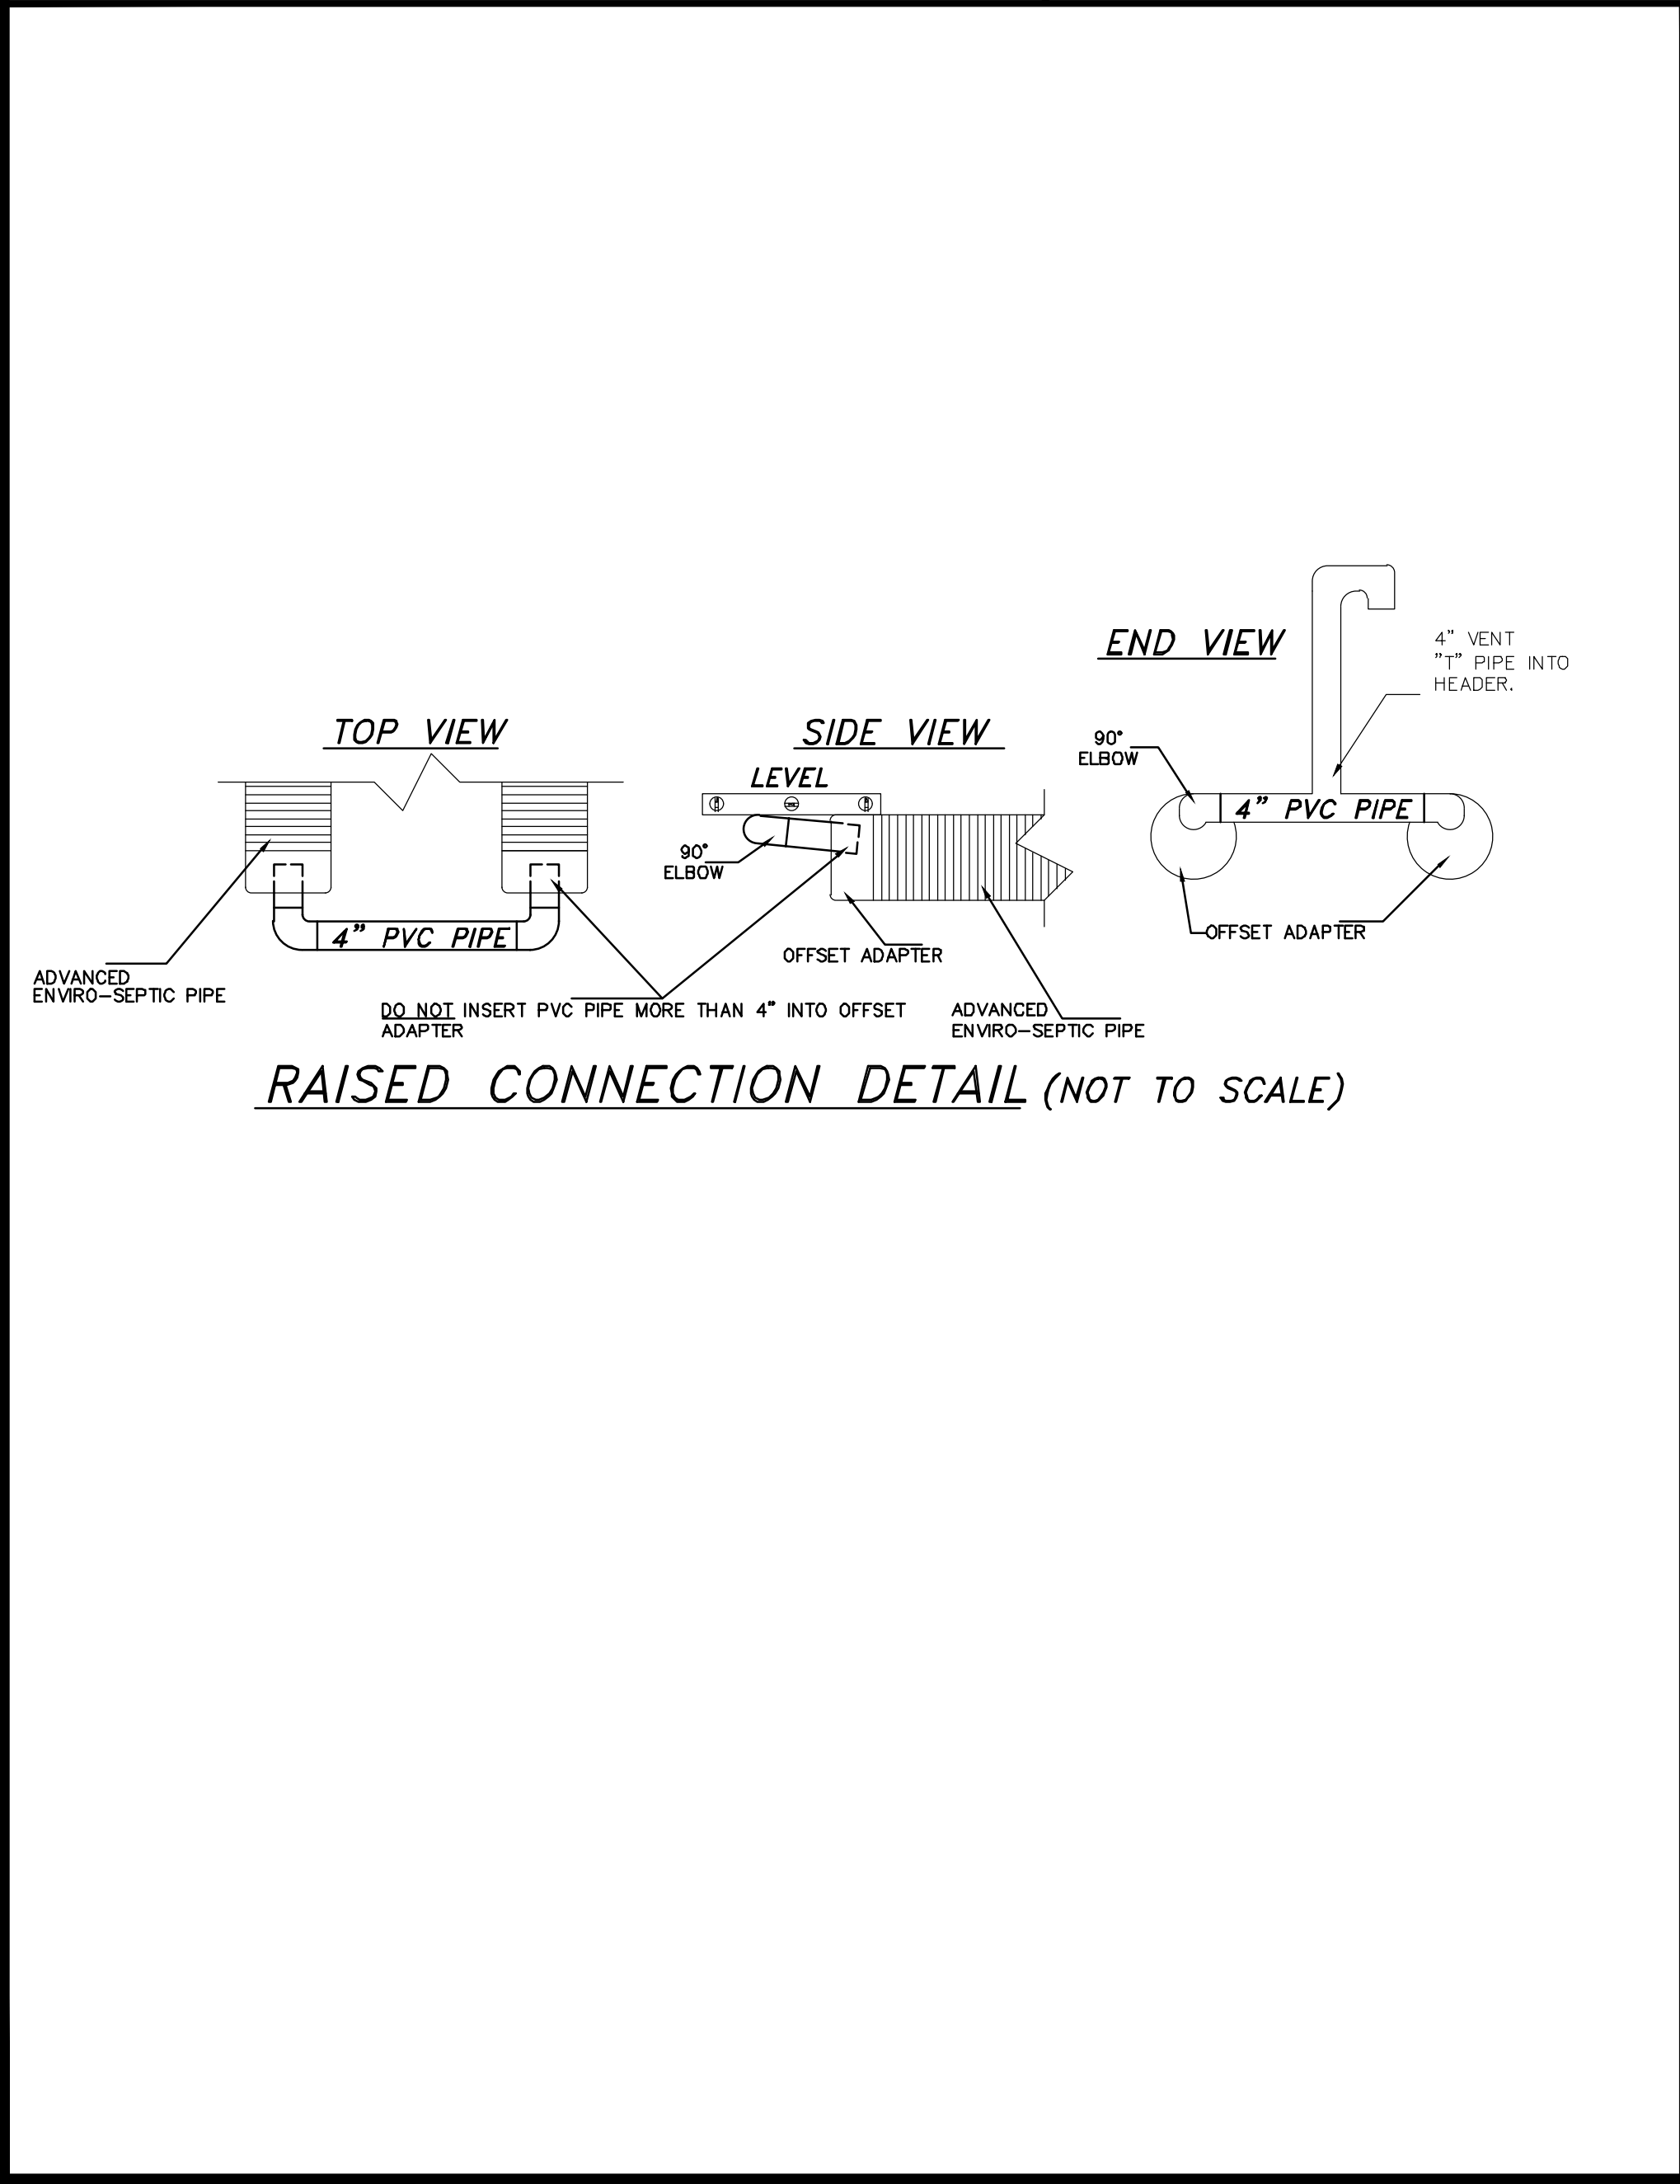 END VIEW
4" VENT
"T" PIPE INTO
HEADER.
TOP VIEW
SIDE VIEW
90°
ELBOW
LEVEL
4" PVC PIPE
90°
ELBOW
4" PVC PIPE
OFFSET ADAPTER
OFFSET ADAPTER
ADVANCED
ENVIRO-SEPTIC PIPE
DO NOT INSERT PVC PIPE MORE THAN 4" INTO OFFSET
ADAPTER
ADVANCED
ENVIRO-SEPTIC PIPE
RAISED CONNECTION DETAIL (NOT TO SCALE)